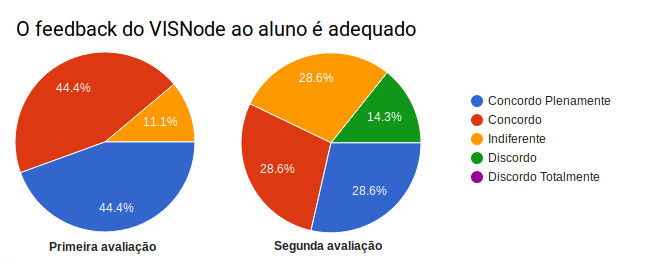 O feedback do VISNode ao aluno é adequado
44.4%
11.1%
44.4%
Primeira avaliação
28.6%
14.3%
28.6%
28.6%
Segunda avaliação
Concordo Plenamente
Concordo
Indiferente
Discordo
Discordo Totalmente